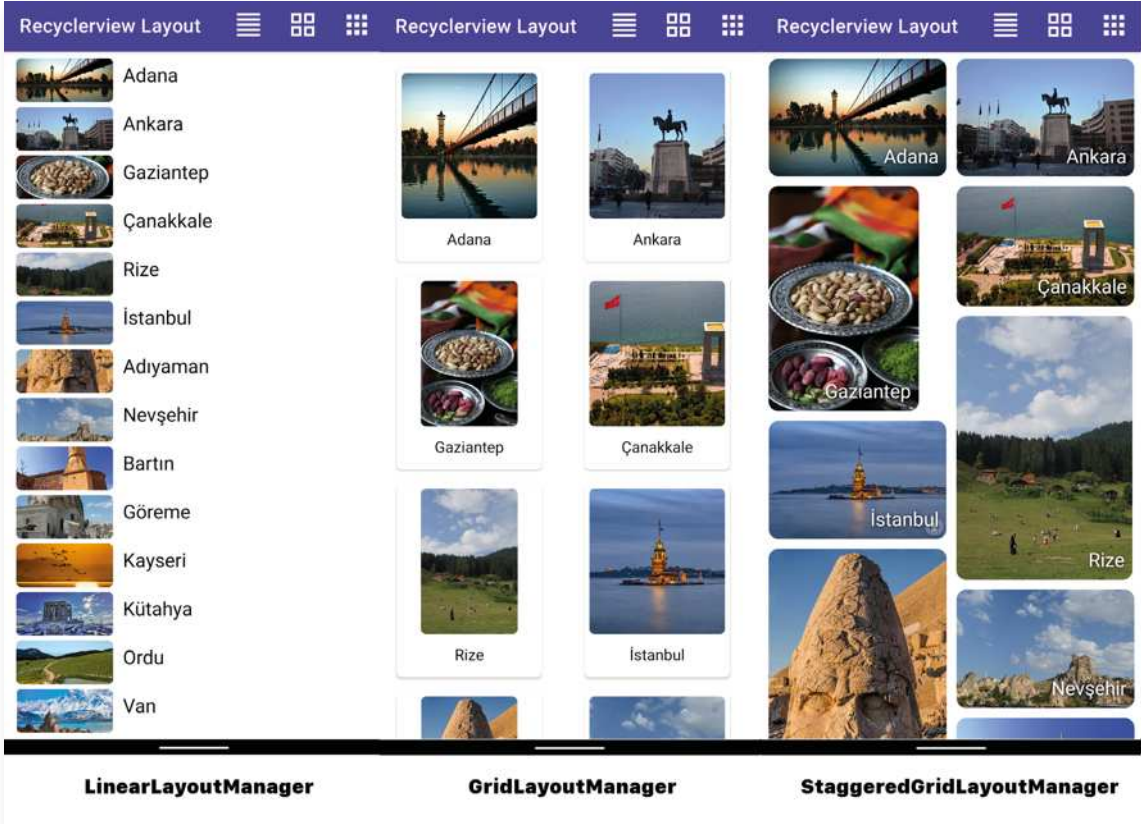 Recyclerview Layout
Adana
Ankara
Gaziantep
Çanakkale
Rize
İstanbul
Adıyaman
Nevşehir
Bartın
Göreme
Kayseri
Kütahya
Ordu
Van
LinearLayoutManager
Recyclerview Layout
Adana
Ankara
Gaziantep
Çanakkale
Rize
İstanbul
GridLayoutManager
Recyclerview Layout
Adana
Ankara
Gaziantep
Çanakkale
İstanbul
Rize
Nevşehir
StaggeredGridLayoutManager